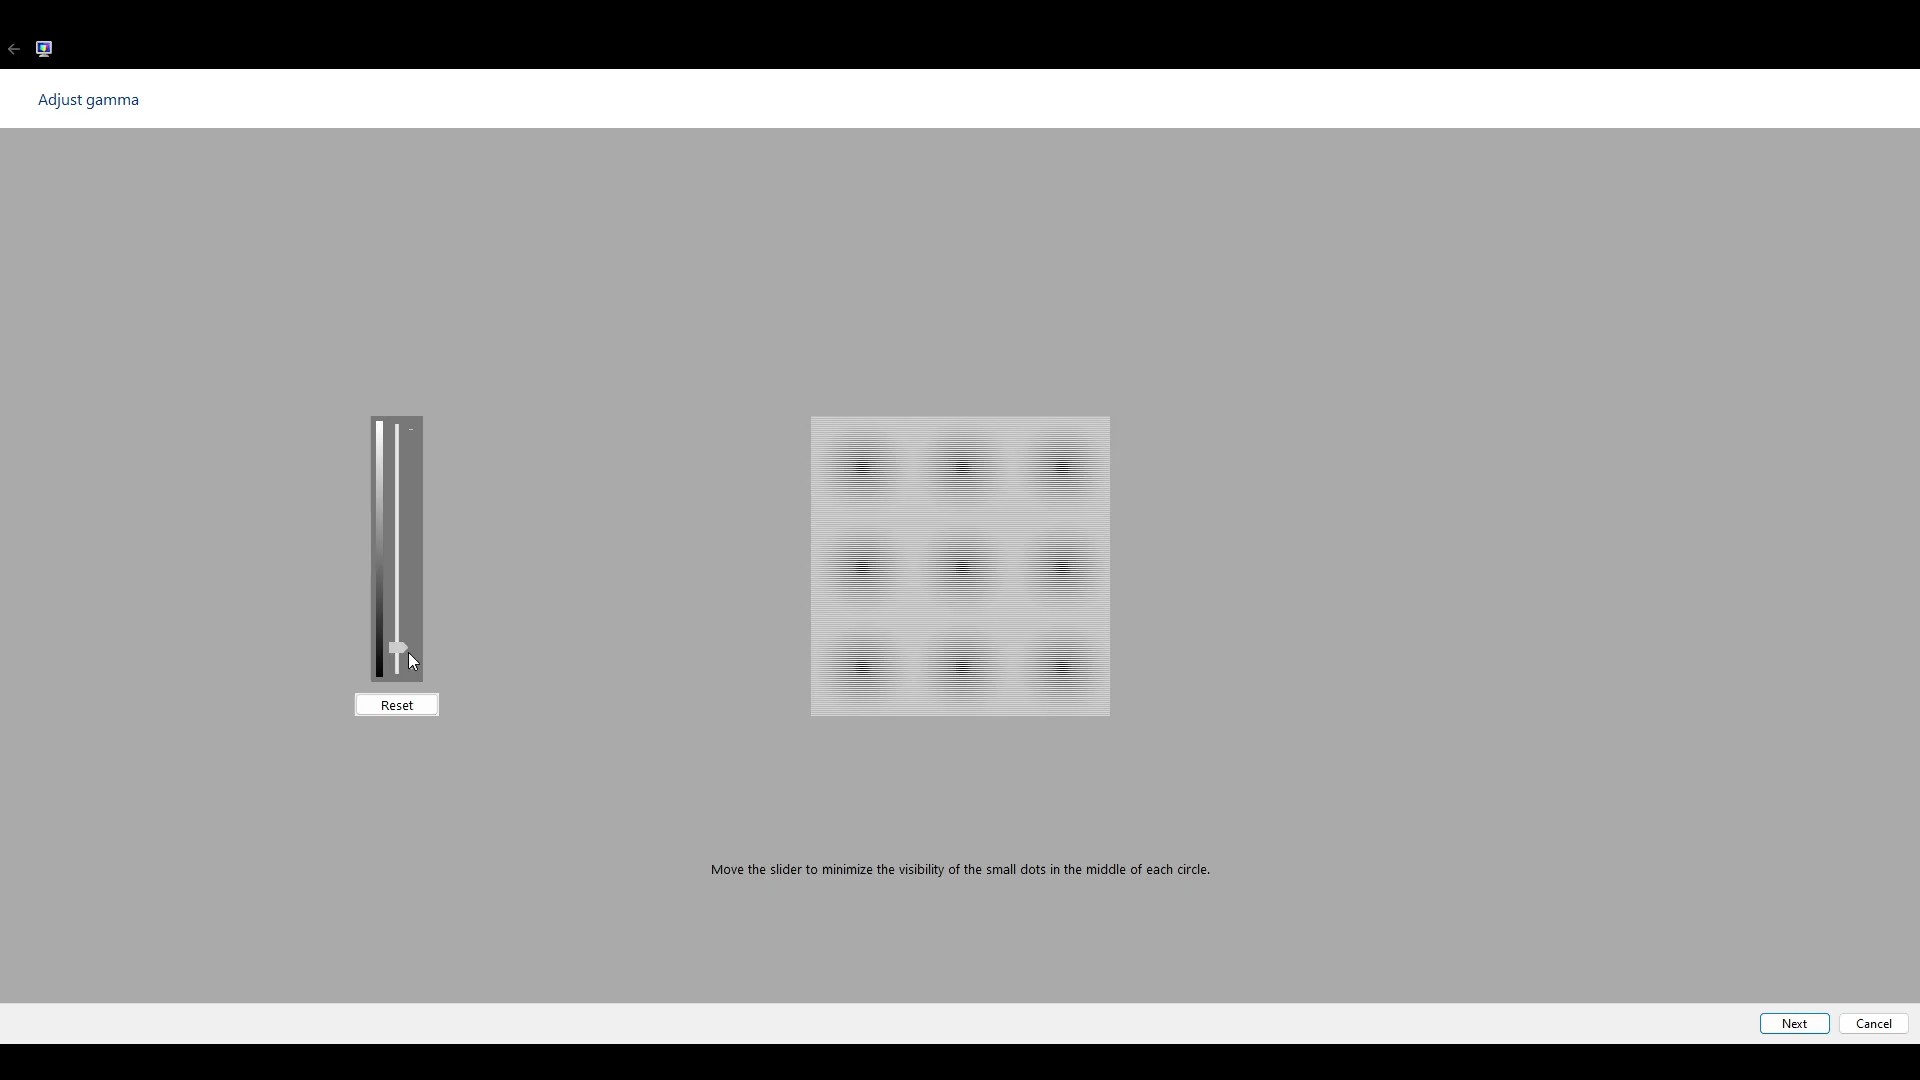 Adjust gamma
Reset
Move the slider to minimize the visibility of the small dots in the middle of each circle.
Next
Cancel